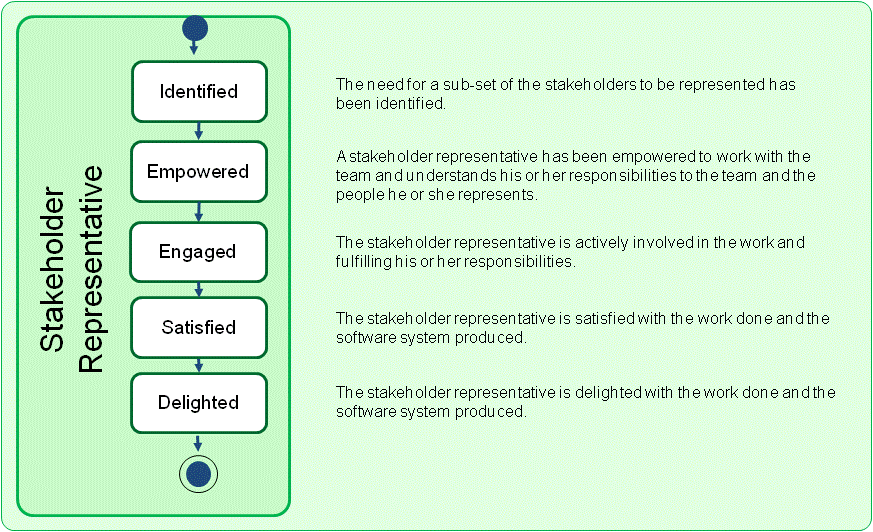 Stakeholder
Representative
Identified
The need for a sub-set of the stakeholders to be represented has
been identified.
Empowered
A stakeholder representative has been empowered to work with the
team and understands his or her responsibilities to the team and the
people he or she represents.
Engaged
The stakeholder representative is actively involved in the work and
fulfilling his or her responsibilities.
Satisfied
The stakeholder representative is satisfied with the work done and the
software system produced.
Delighted
The stakeholder representative is delighted with the work done and the
software system produced.